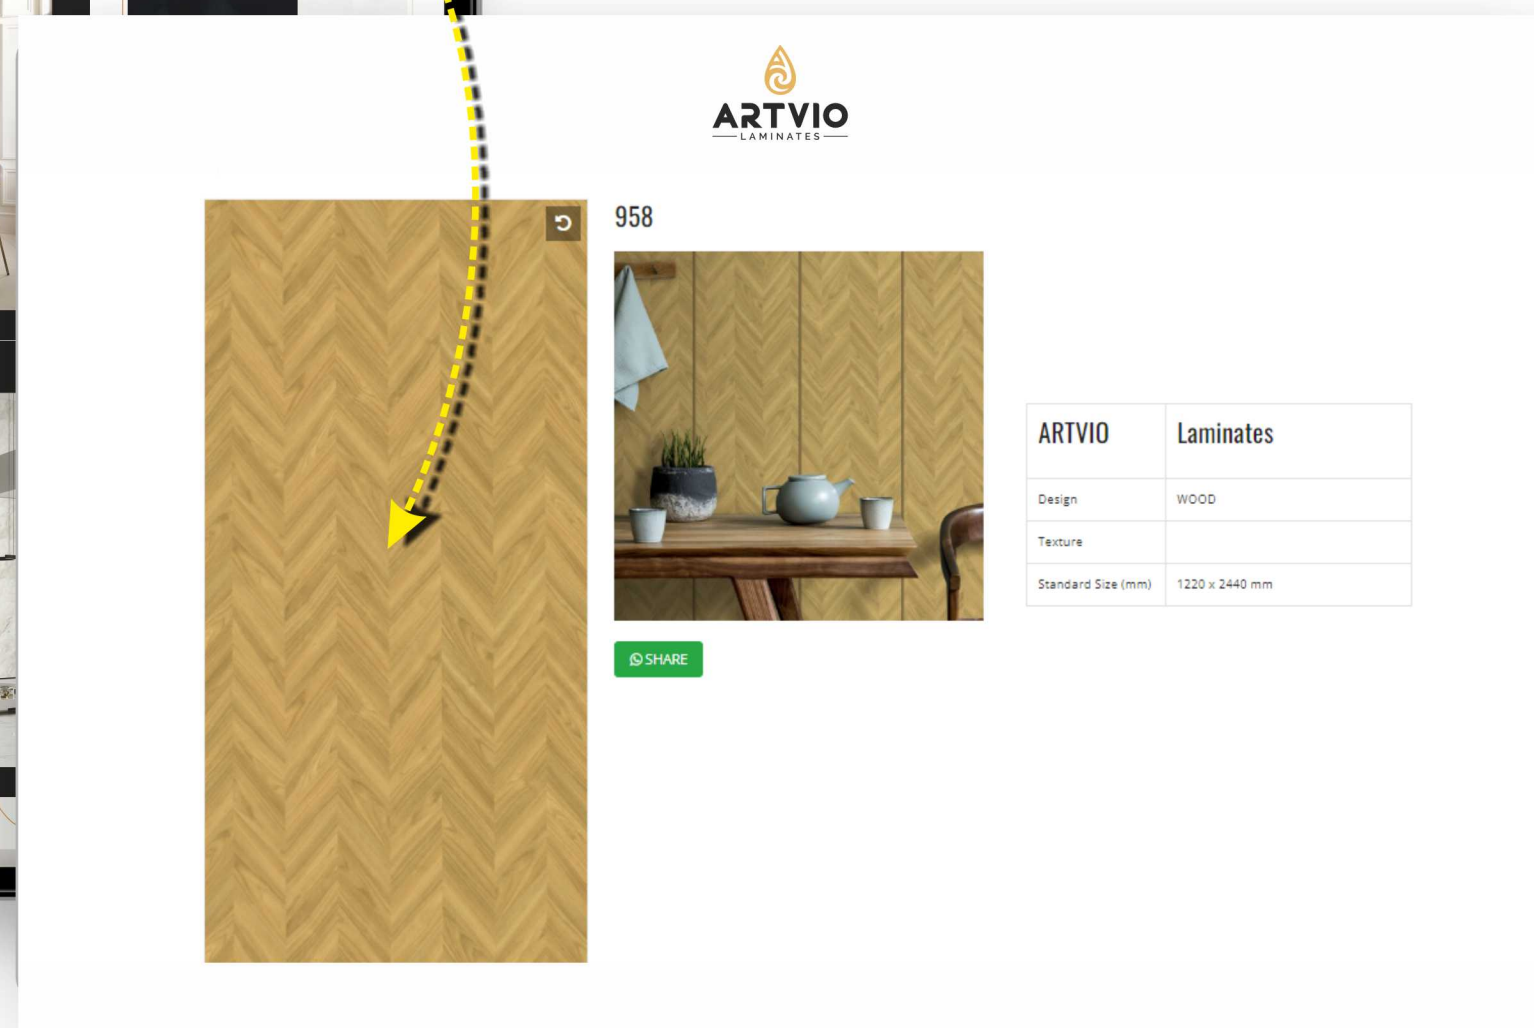 ARTVIO
LAMINATES
958
SHARE
ARTVIO Laminates
Design WOOD
Texture
Standard Size (mm) 1220 x 2440 mm